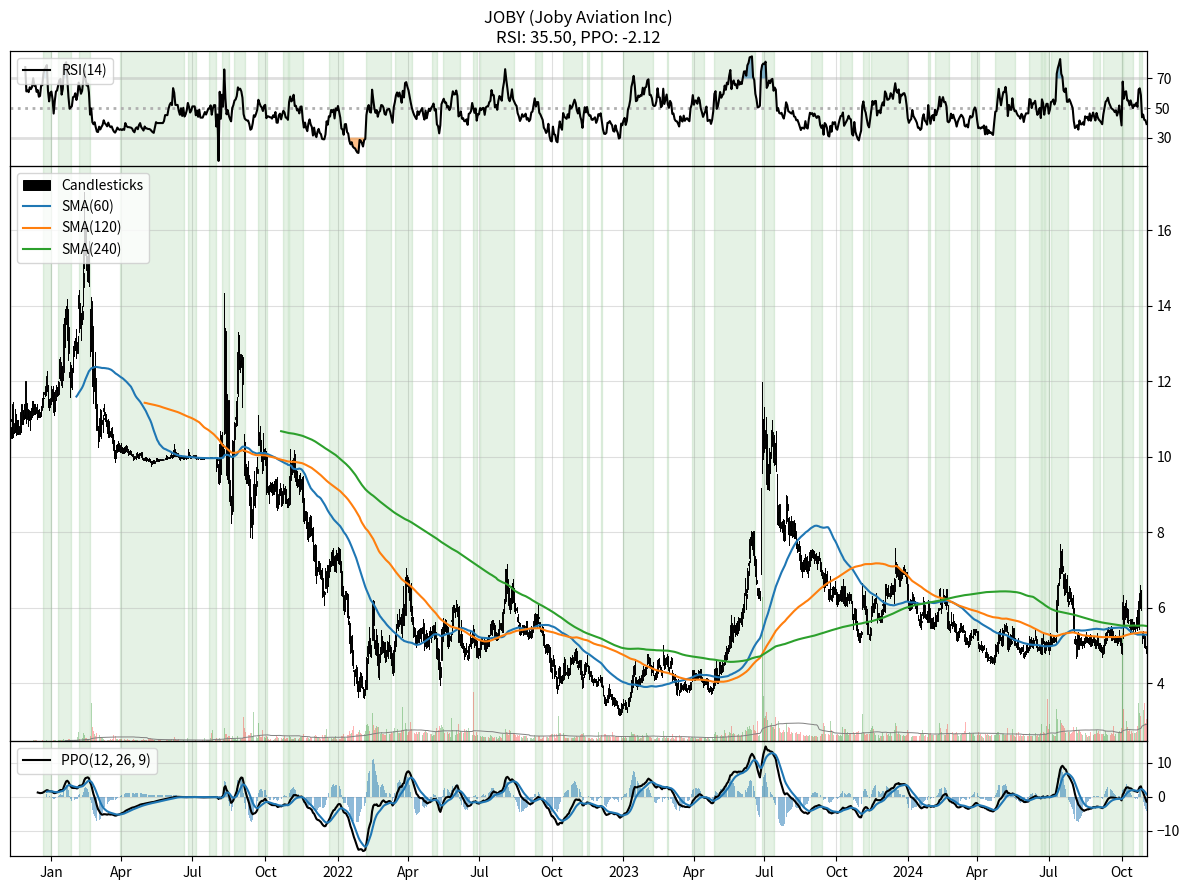 JOBY (Joby Aviation Inc)
RSI: 35.50, PPO: -2.12
RSI(14)
70
50
30
Candlesticks
SMA(60)
SMA(120)
SMA(240)
16
14
12
10
8
6
4
PPO(12, 26, 9)
10
0
−10
Jan Apr Jul Oct 2022 Apr Jul Oct 2023 Apr Jul Oct 2024 Apr Jul Oct